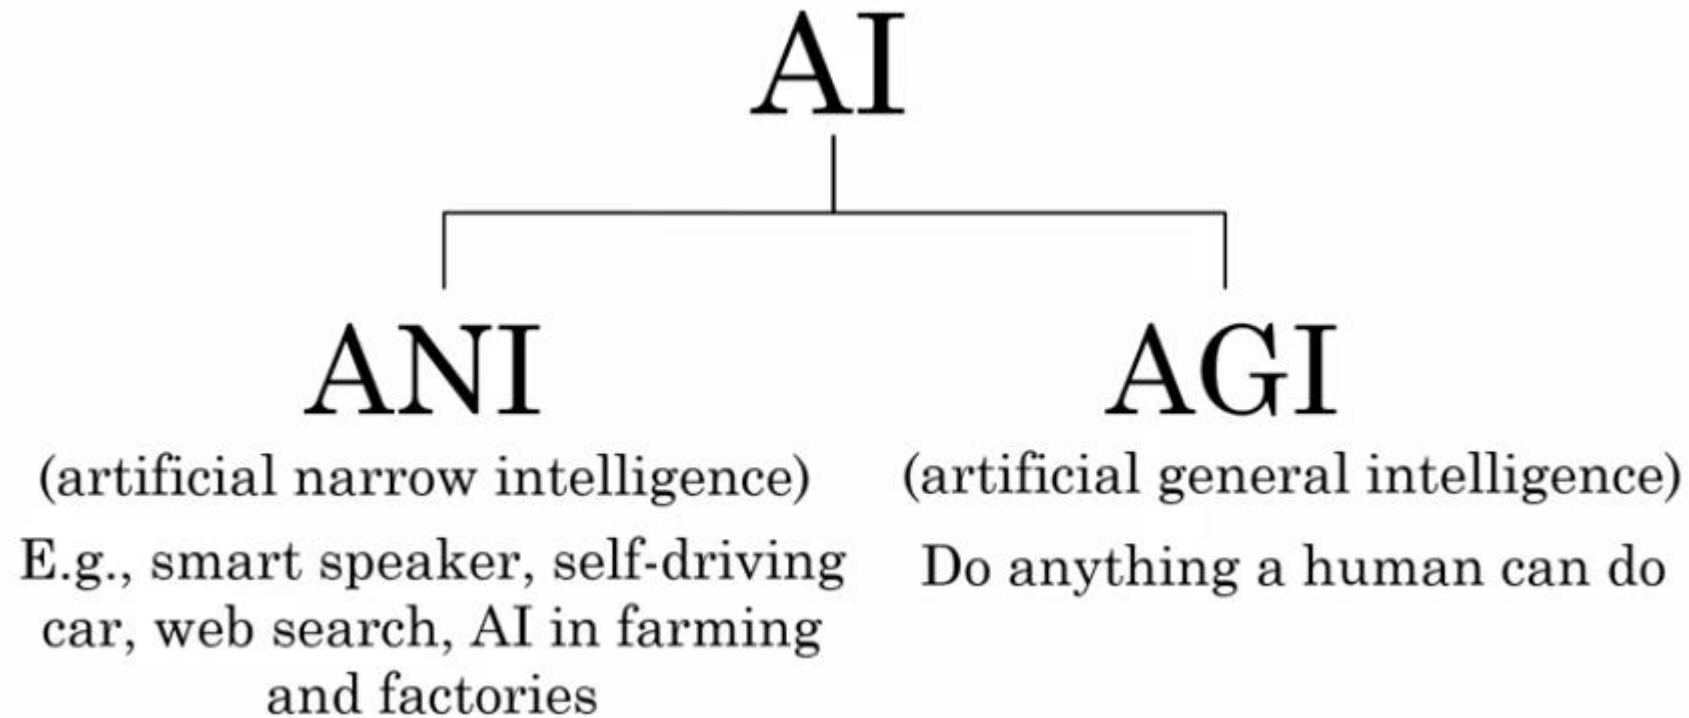 AI
ANI
(artificial narrow intelligence)
E.g., smart speaker, self-driving
car, web search, AI in farming
and factories
AGI
(artificial general intelligence)
Do anything a human can do